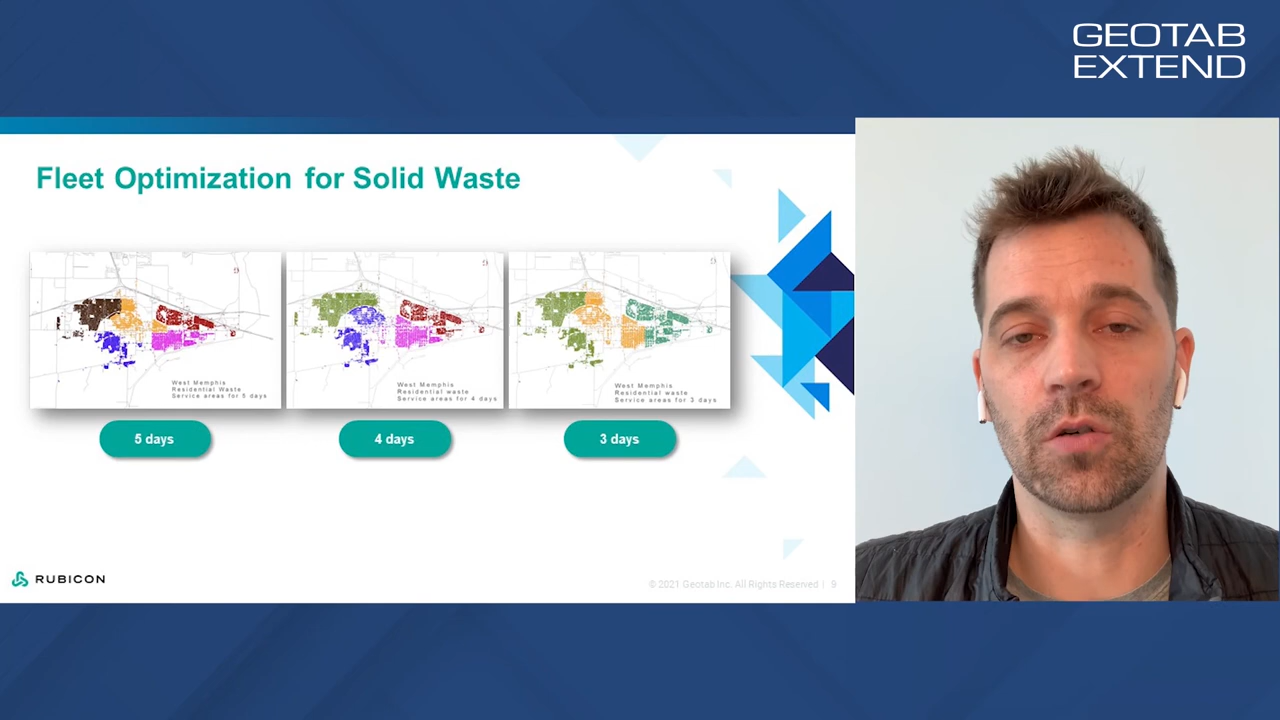 GEOTAB
EXTEND
Fleet Optimization for Solid Waste
West Memphis
Residential Waste
Service areas for 5 days
West Memphis
Residential waste
Service areas for 4 days
West Memphis
Residential waste
Service areas for 3 days
5 days
4 days
3 days
RUBICON
© 2021 Geotab Inc. All Rights Reserved | 9